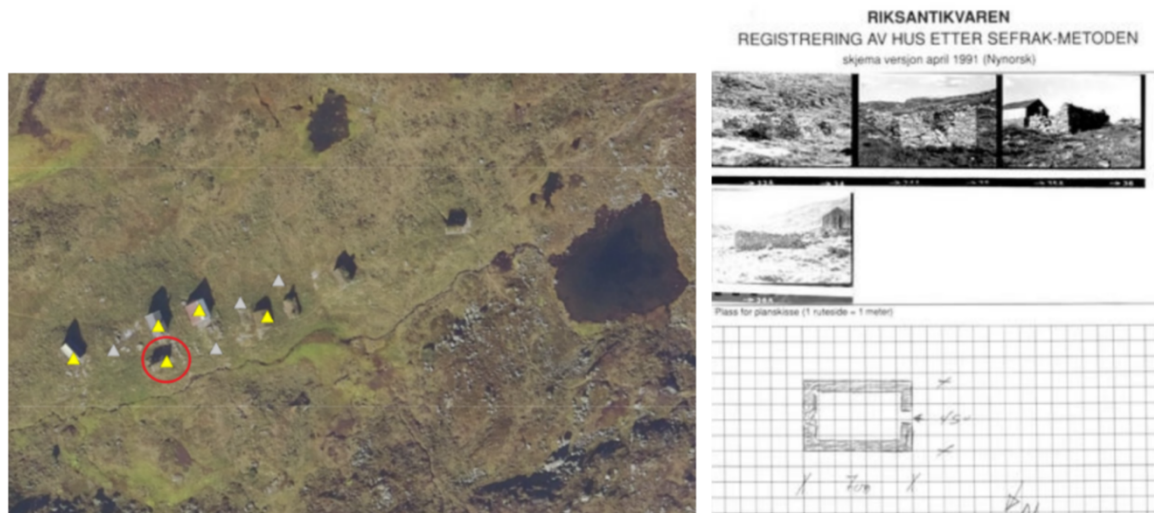 RIKSANTIKVAREN
REGISTRERING AV HUS ETTER SEFRAK-METODEN
skjema versjon april 1991 (Nynorsk)
Plass for planskisse (1 ruteside = 1 meter)
N